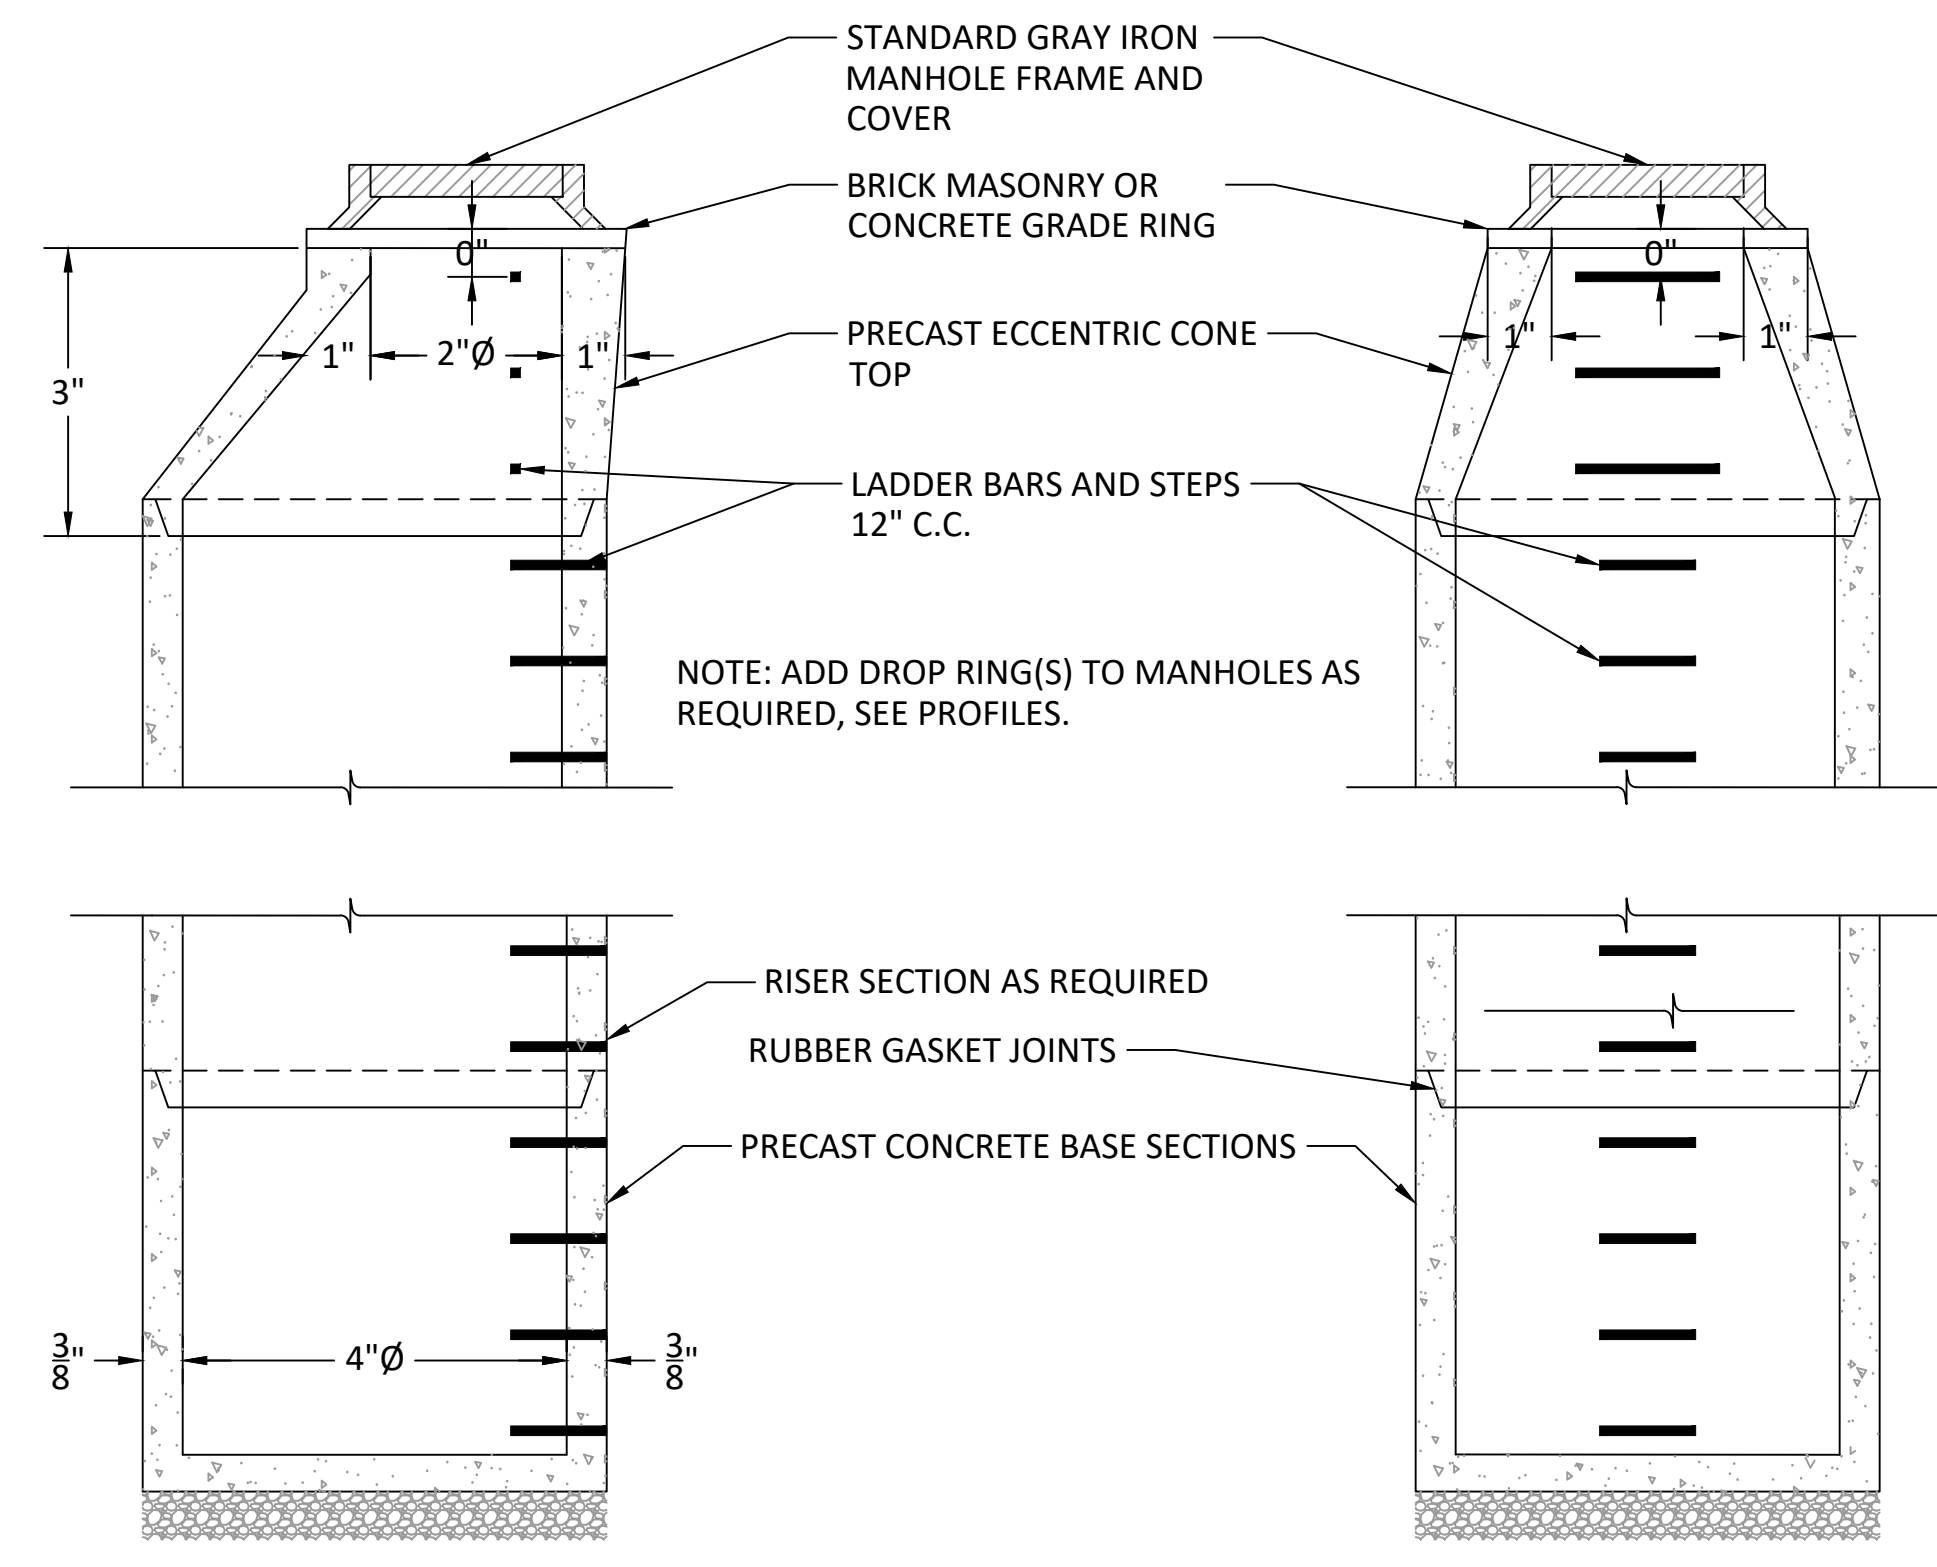 STANDARD GRAY IRON
MANHOLE FRAME AND
COVER
BRICK MASONRY OR
CONCRETE GRADE RING
0"
0"
1"
2"Ø
1"
1"
1"
3"
PRECAST ECCENTRIC CONE
TOP
LADDER BARS AND STEPS
12" C.C.
NOTE: ADD DROP RING(S) TO MANHOLES AS
REQUIRED, SEE PROFILES.
RISER SECTION AS REQUIRED
RUBBER GASKET JOINTS
PRECAST CONCRETE BASE SECTIONS
3/8"
4"Ø
3/8"